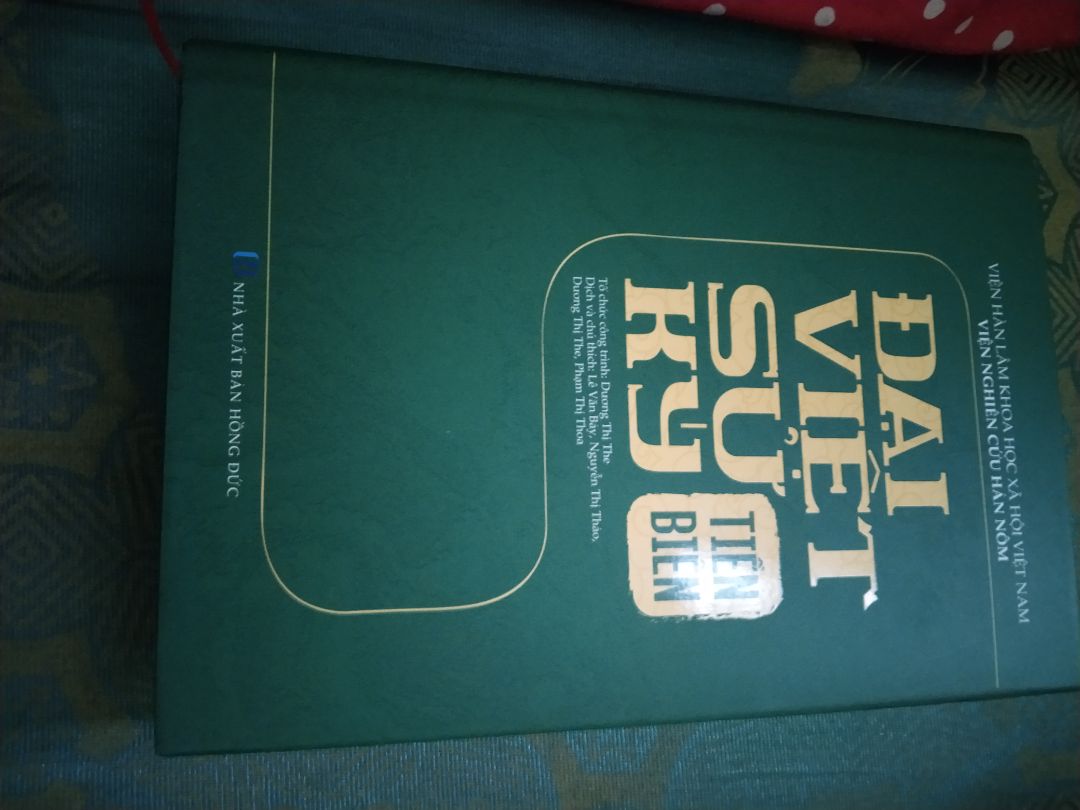 VIỆN HÀN LÂM KHOA HỌC XÃ HỘI VIỆT NAM
VIỆN NGHIÊN CỨU HÁN NÔM
ĐẠI
VIỆT
SỬ
KÝ
TIỀN
BIÊN
Tổ chức công trình: Dương Thị The
Dịch và chú thích: Lê Văn Bảy, Nguyễn Thị Thảo,
Dương Thị The, Phạm Thị Thoa
NHÀ XUẤT BẢN HỒNG ĐỨC